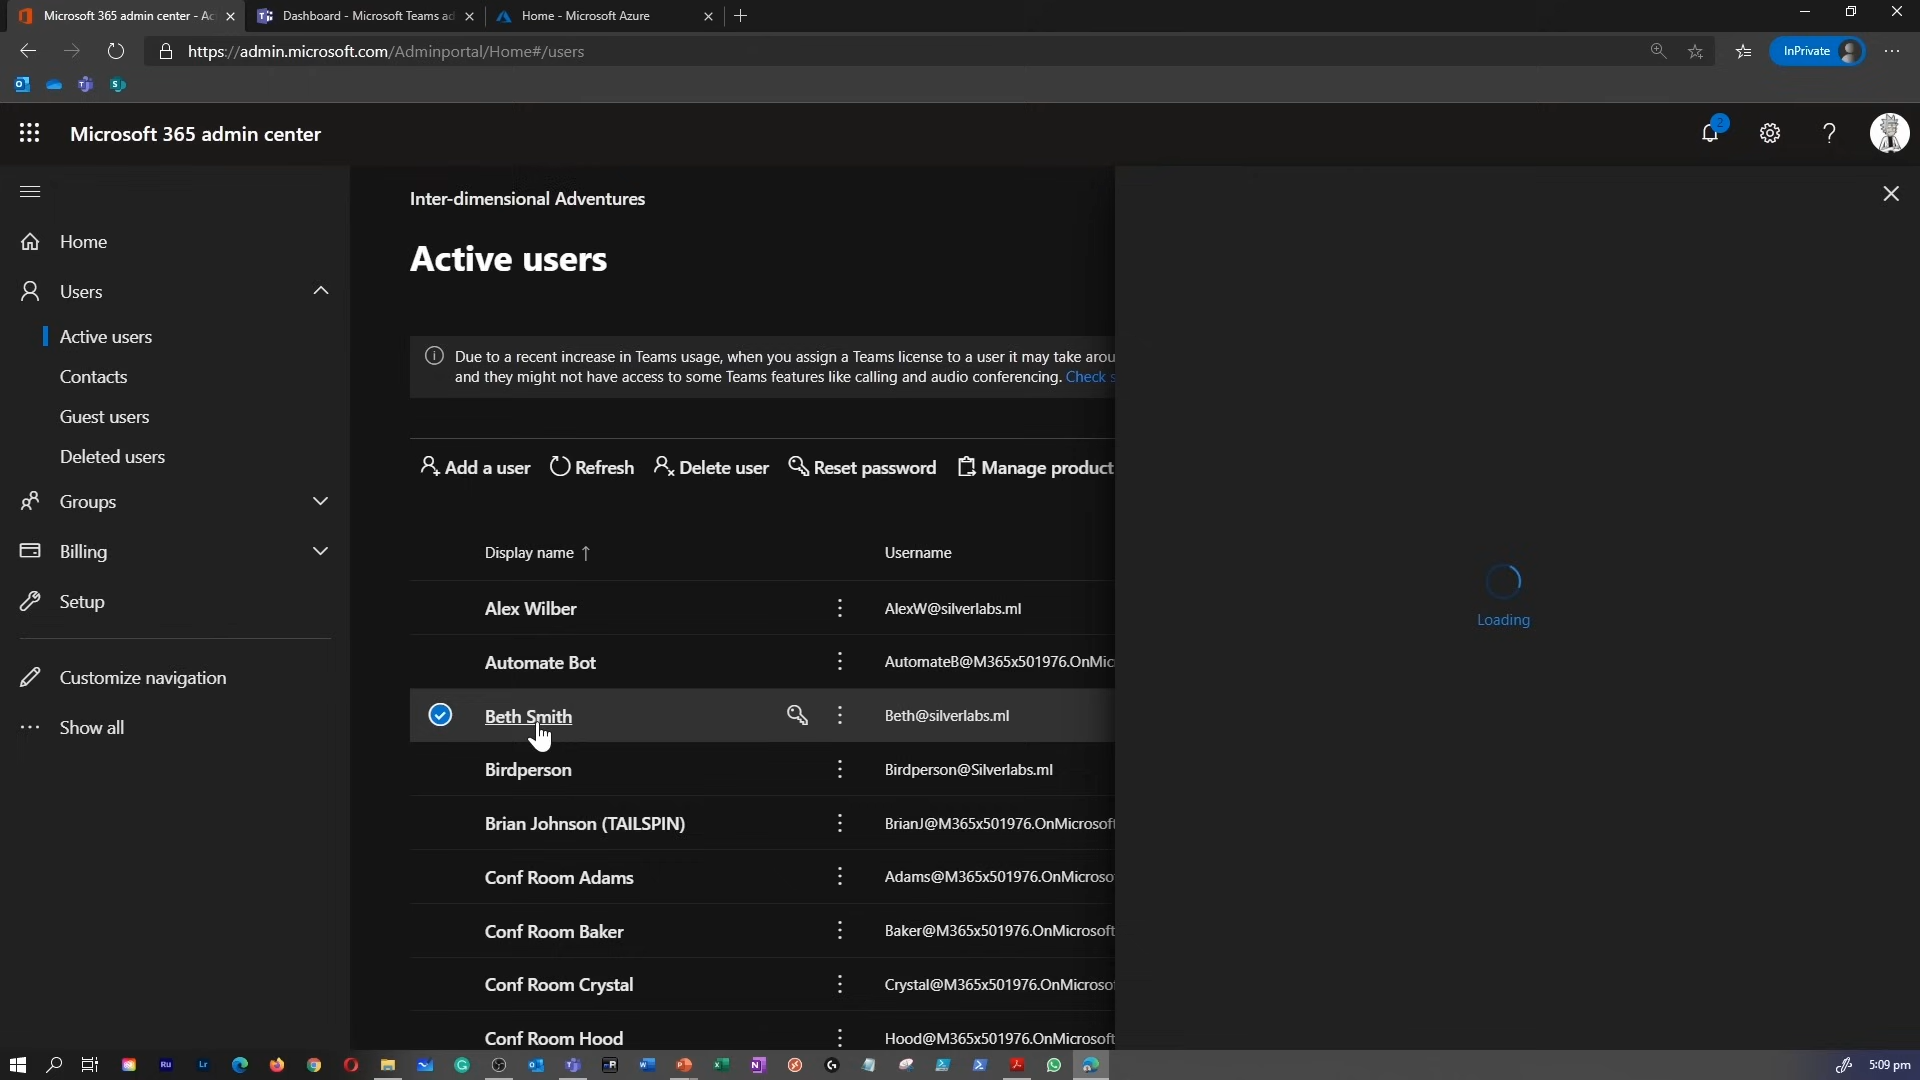 Microsoft 365 admin center - Ac
Dashboard - Microsoft Teams ad
Home - Microsoft Azure
https://admin.microsoft.com/Adminportal/Home#/users
InPrivate
Microsoft 365 admin center
2
Home
Users
Active users
Contacts
Guest users
Deleted users
Groups
Billing
Setup
Customize navigation
Show all
Inter-dimensional Adventures
Active users
Due to a recent increase in Teams usage, when you assign a Teams license to a user it may take arou
and they might not have access to some Teams features like calling and audio conferencing. Check s
Add a user Refresh Delete user Reset password Manage product
Display name ↑ Username
Alex Wilber AlexW@silverlabs.ml
Automate Bot AutomateB@M365x501976.OnMic
Beth Smith Beth@silverlabs.ml
Birdperson Birdperson@Silverlabs.ml
Brian Johnson (TAILSPIN) BrianJ@M365x501976.OnMicrosoft
Conf Room Adams Adams@M365x501976.OnMicroso
Conf Room Baker Baker@M365x501976.OnMicrosoft
Conf Room Crystal Crystal@M365x501976.OnMicroso
Conf Room Hood Hood@M365x501976.OnMicrosoft
Loading
5:09 pm